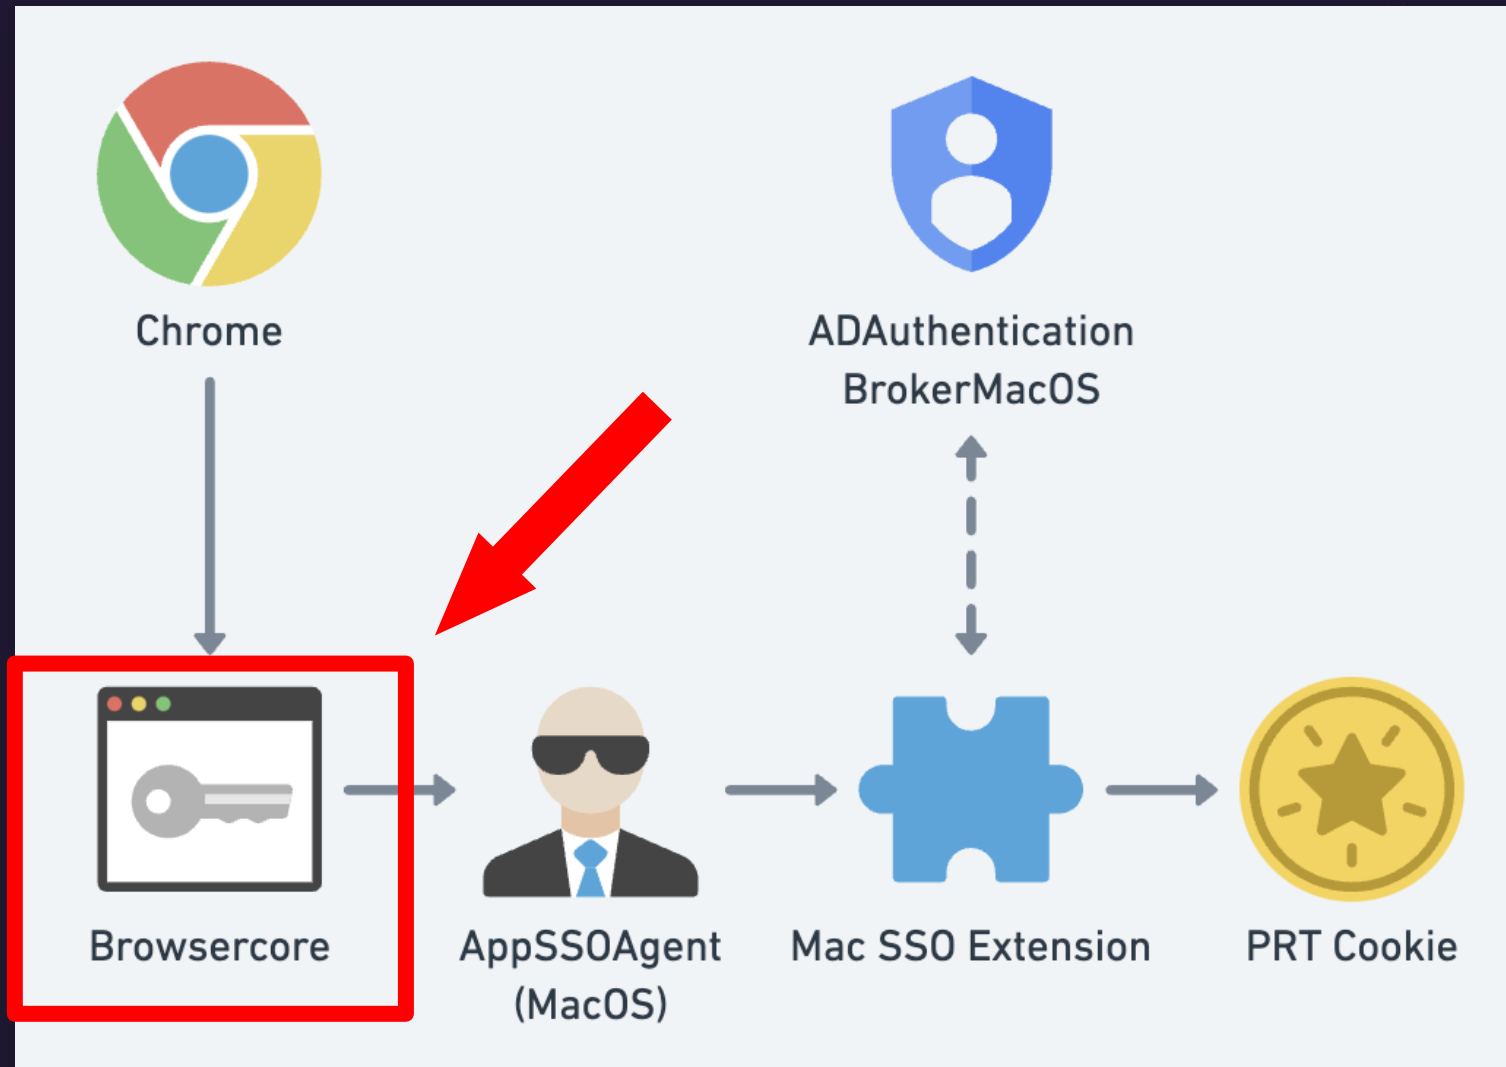 Chrome
ADAuthentication
BrokerMacOS
Browsercore
AppSSOAgent
(MacOS)
Mac SSO Extension
PRT Cookie